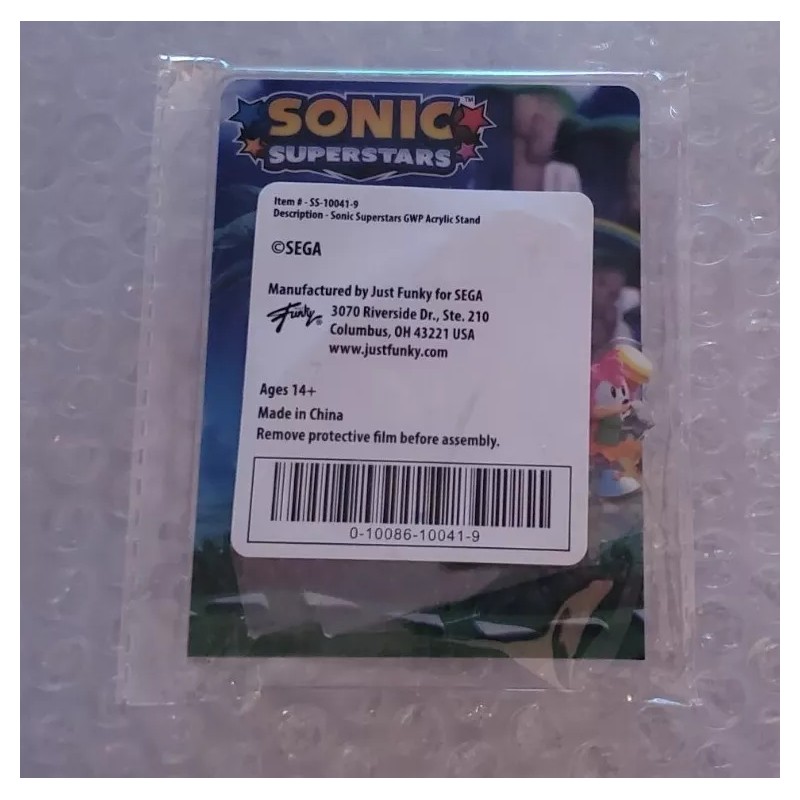 SONIC™
SUPERSTARS
Item # - SS-10041-9
Description - Sonic Superstars GWP Acrylic Stand
©SEGA
Manufactured by Just Funky for SEGA
Funky® 3070 Riverside Dr., Ste. 210
Columbus, OH 43221 USA
www.justfunky.com
Ages 14+
Made in China
Remove protective film before assembly.
0-10086-10041-9